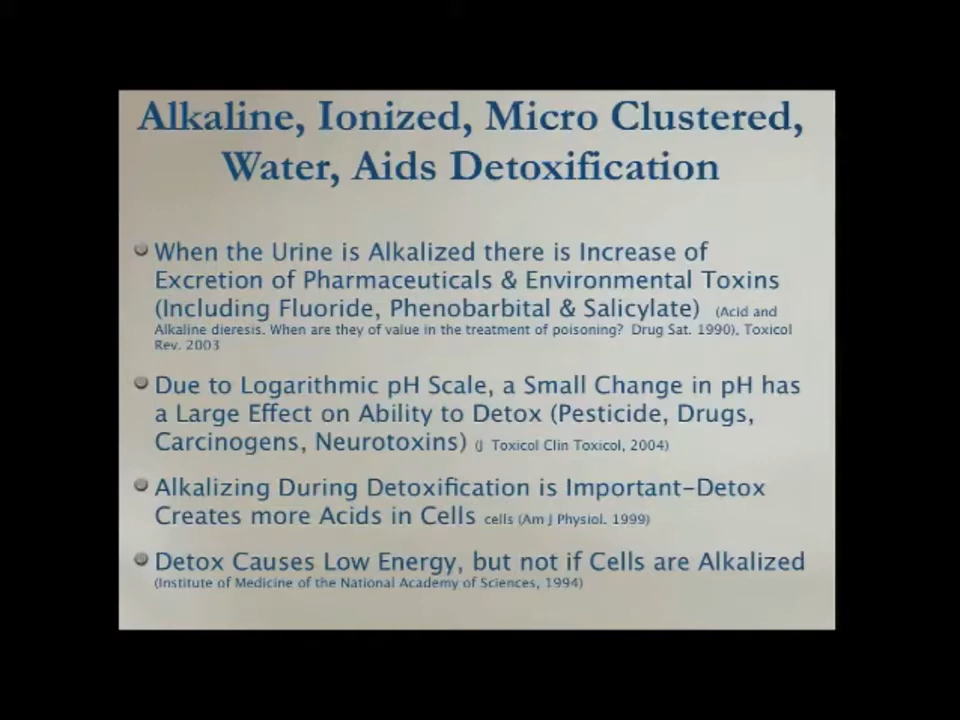 Alkaline, Ionized, Micro Clustered,
Water, Aids Detoxification
When the Urine is Alkalized there is Increase of
Excretion of Pharmaceuticals & Environmental Toxins
(Including Fluoride, Phenobarbital & Salicylate) (Acid and
Alkaline dieresis. When are they of value in the treatment of poisoning? Drug Sat. 1990), Toxicol
Rev. 2003
Due to Logarithmic pH Scale, a Small Change in pH has
a Large Effect on Ability to Detox (Pesticide, Drugs,
Carcinogens, Neurotoxins) (J Toxicol Clin Toxicol, 2004)
Alkalizing During Detoxification is Important-Detox
Creates more Acids in Cells cells (Am J Physiol. 1999)
Detox Causes Low Energy, but not if Cells are Alkalized
(Institute of Medicine of the National Academy of Sciences, 1994)